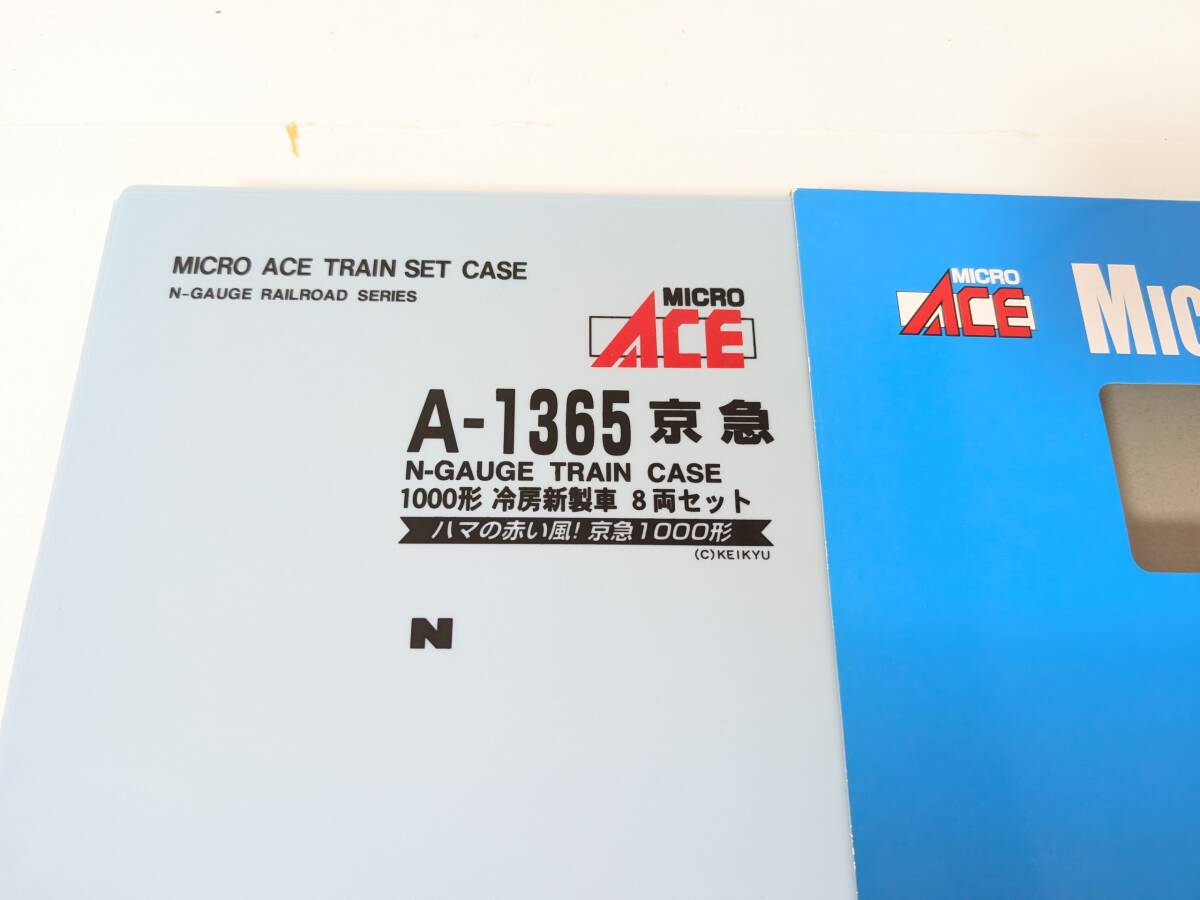 MICRO ACE TRAIN SET CASE
N-GAUGE RAILROAD SERIES
MICRO
ACE
A-1365 京急
N-GAUGE TRAIN CASE
1000形 冷房新製車 8両セット
ハマの赤い風! 京急1000形
(C)KEIKYU
N
MICRO
ACE